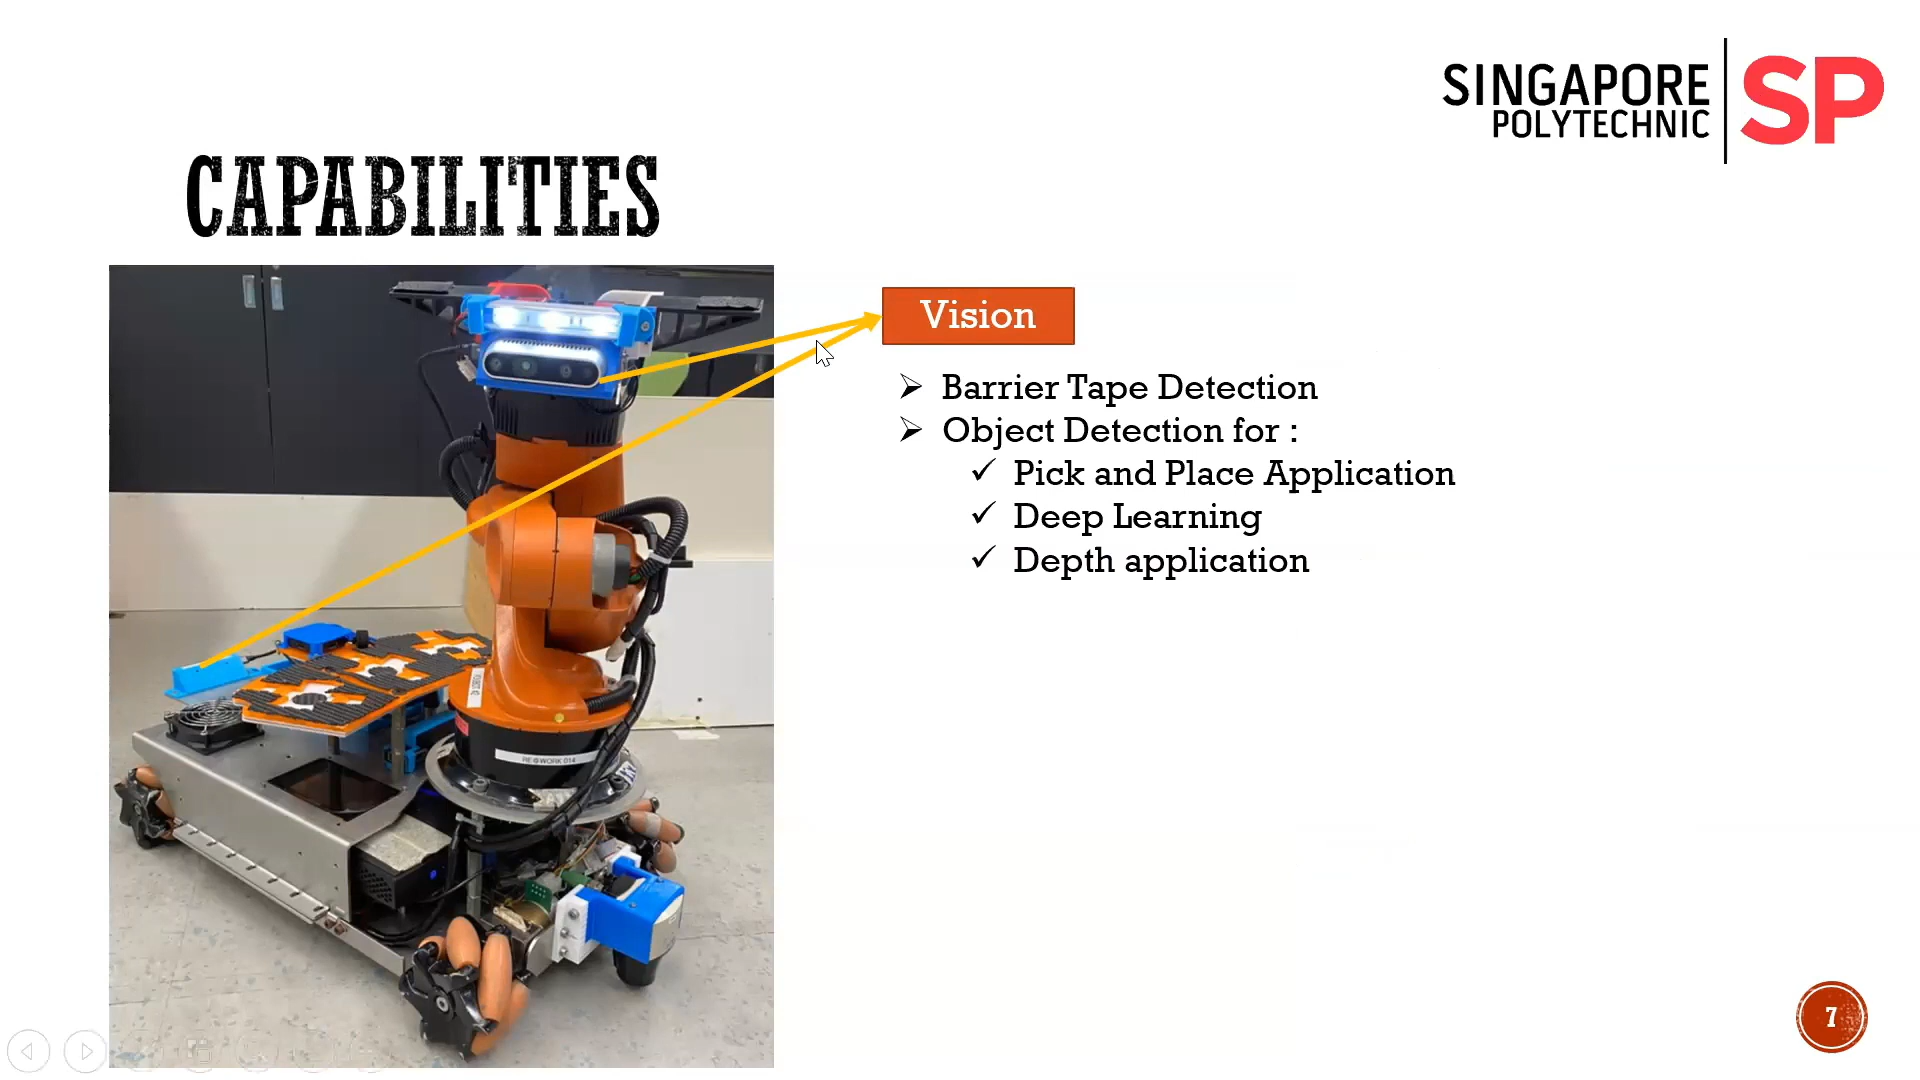 SINGAPORE
POLYTECHNIC
SP
CAPABILITIES
Vision
Barrier Tape Detection
Object Detection for :
Pick and Place Application
Deep Learning
Depth application
7